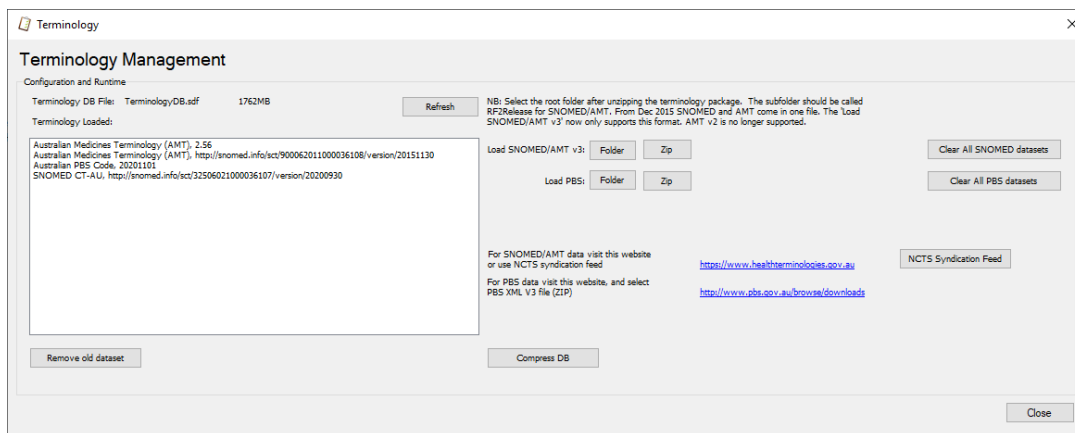 Terminology
Terminology Management
Configuration and Runtime
Terminology DB File: TerminologyDB.sdf 1762MB
Refresh
Terminology Loaded:
NB: Select the root folder after unzipping the terminology package. The subfolder should be called
RF2Release for SNOMED/AMT. From Dec 2015 SNOMED and AMT come in one file. The 'Load
SNOMED/AMT v3' now only supports this format. AMT v2 is no longer supported.
Australian Medicines Terminology (AMT), 2.56
Australian Medicines Terminology (AMT), http://snomed.info/sct/900062011000036108/version/20151130
Australian PBS Code, 20201101
SNOMED CT-AU, http://snomed.info/sct/32506021000036107/version/20200930
Load SNOMED/AMT v3: Folder Zip Clear All SNOMED datasets
Load PBS: Folder Zip Clear All PBS datasets
For SNOMED/AMT data visit this website
or use NCTS syndication feed https://www.healthterminologies.gov.au NCTS Syndication Feed
For PBS data visit this website, and select
PBS XML V3 file (ZIP) http://www.pbs.gov.au/browse/downloads
Remove old dataset Compress DB
Close